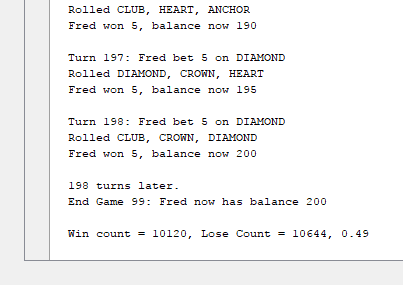 Rolled CLUB, HEART, ANCHOR
Fred won 5, balance now 190
Turn 197: Fred bet 5 on DIAMOND
Rolled DIAMOND, CROWN, HEART
Fred won 5, balance now 195
Turn 198: Fred bet 5 on DIAMOND
Rolled CLUB, CROWN, DIAMOND
Fred won 5, balance now 200
198 turns later.
End Game 99: Fred now has balance 200
Win count = 10120, Lose Count = 10644, 0.49